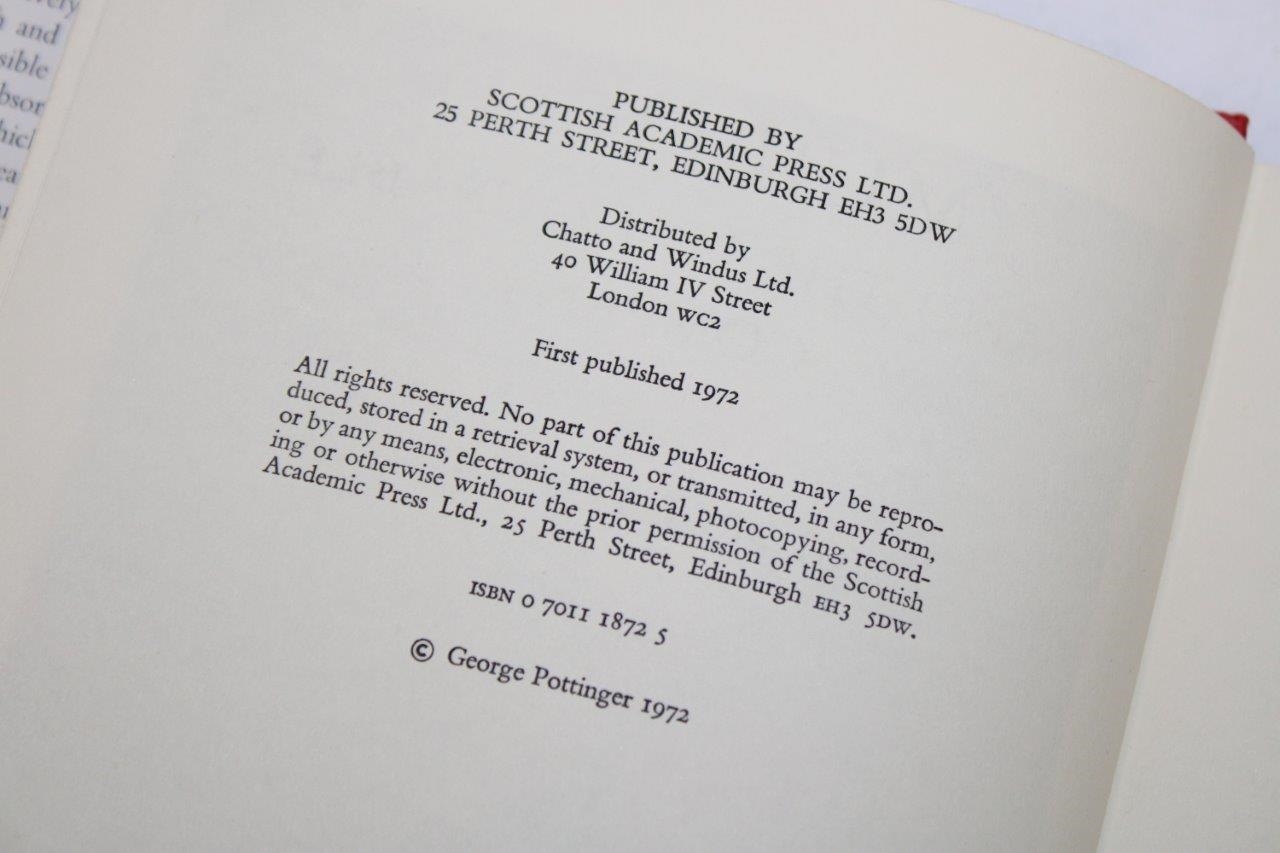 and
sible
PUBLISHED BY
SCOTTISH ACADEMIC PRESS LTD.
25 PERTH STREET, EDINBURGH EH3 5DW
Distributed by
Chatto and Windus Ltd.
40 William IV Street
London WC2
First published 1972
All rights reserved. No part of this publication may be repro-
duced, stored in a retrieval system, or transmitted, in any form,
or by any means, electronic, mechanical, photocopying, record-
ing or otherwise without the prior permission of the Scottish
Academic Press Ltd., 25 Perth Street, Edinburgh EH3 5DW.
ISBN 0 7011 1872 5
© George Pottinger 1972